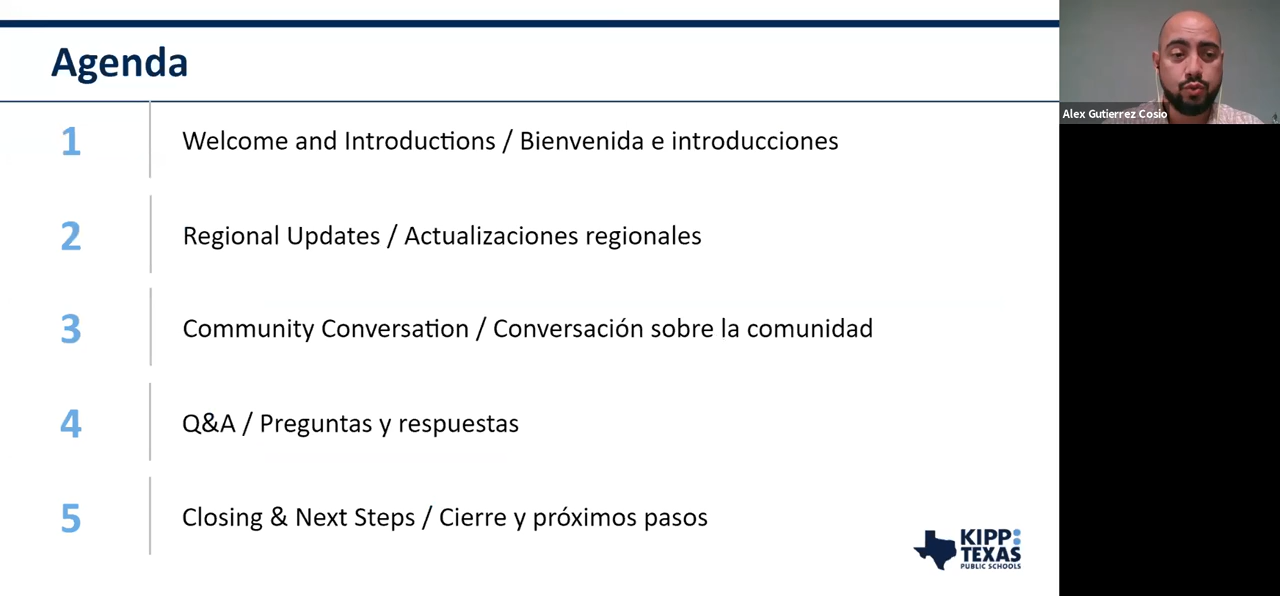 Agenda
1
Welcome and Introductions / Bienvenida e introducciones
2
Regional Updates / Actualizaciones regionales
3
Community Conversation / Conversación sobre la comunidad
4
Q&A / Preguntas y respuestas
5
Closing & Next Steps / Cierre y próximos pasos
KIPP:
TEXAS
PUBLIC SCHOOLS
Alex Gutierrez Cosio